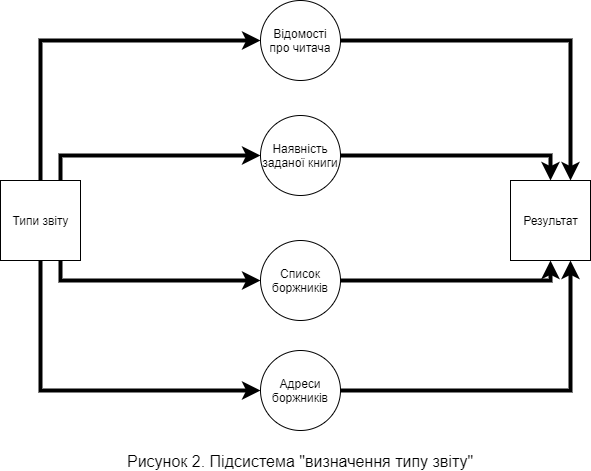 Відомості
про читача
Наявність
заданої книги
Типи звіту
Результат
Список
боржників
Адреси
боржників
Рисунок 2. Підсистема "визначення типу звіту"